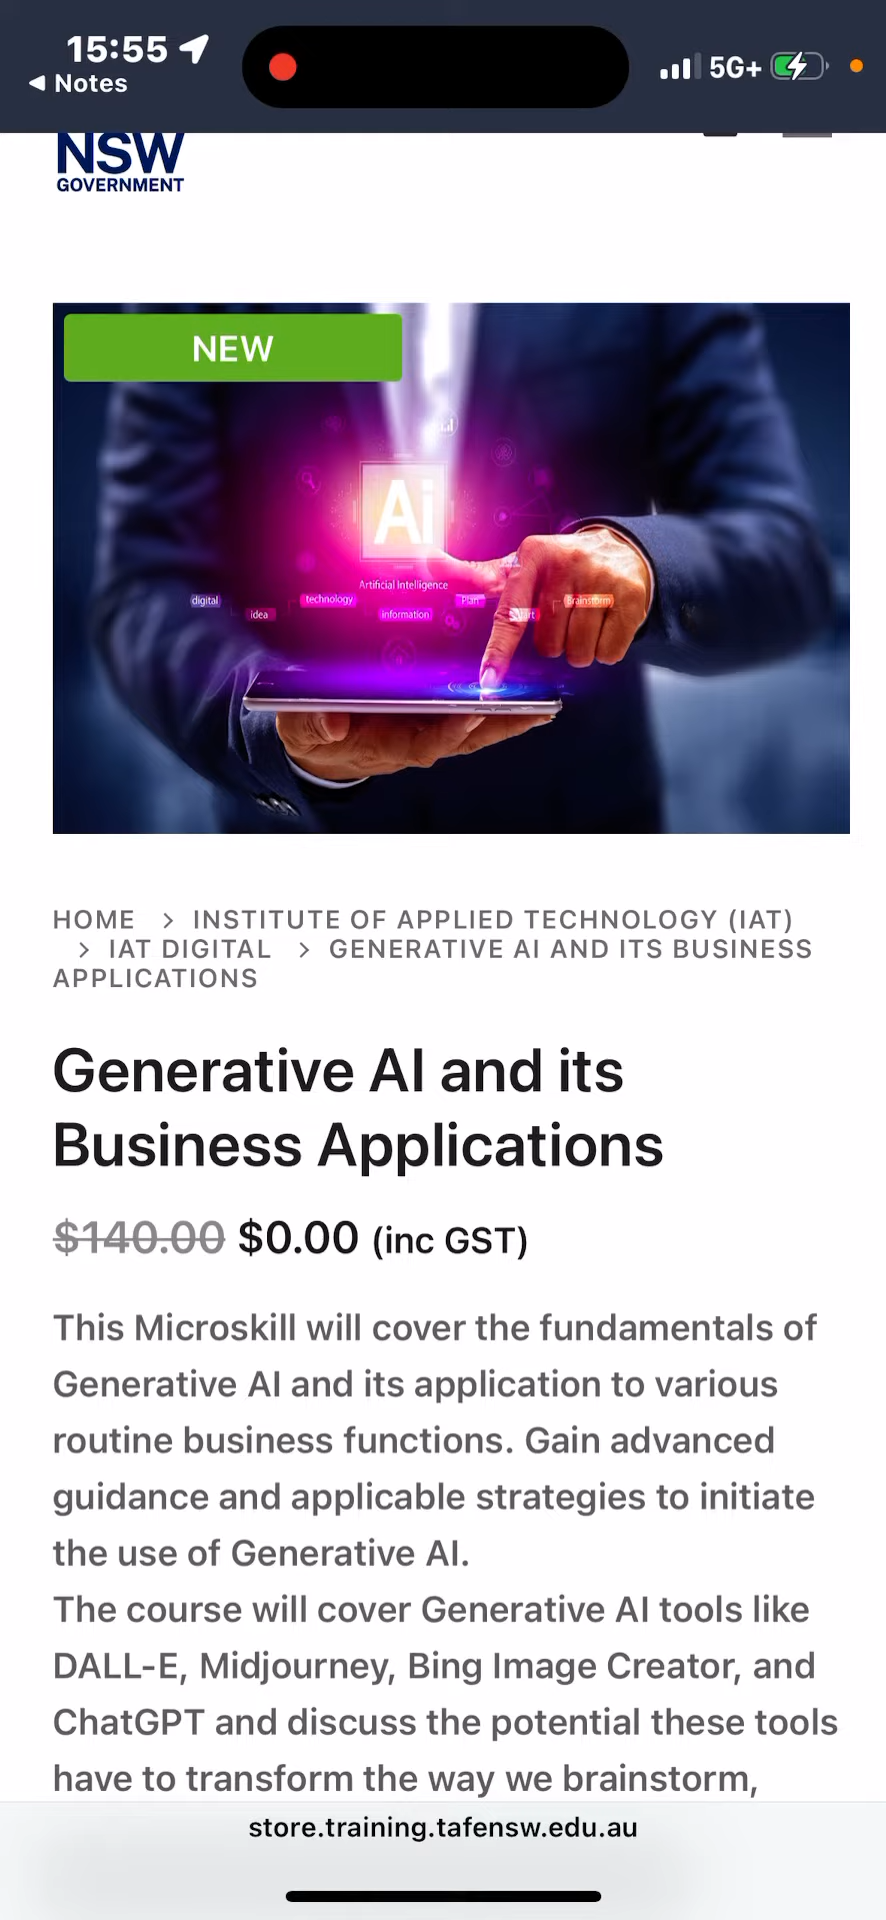 15:55
5G+
◀ Notes
NSW
GOVERNMENT
NEW
Ai
Artificial Intelligence
digital
idea
technology
information
Plan
Brainstorm
HOME > INSTITUTE OF APPLIED TECHNOLOGY (IAT)
> IAT DIGITAL > GENERATIVE AI AND ITS BUSINESS
APPLICATIONS
Generative AI and its
Business Applications
$140.00 $0.00 (inc GST)
This Microskill will cover the fundamentals of
Generative AI and its application to various
routine business functions. Gain advanced
guidance and applicable strategies to initiate
the use of Generative AI.
The course will cover Generative AI tools like
DALL-E, Midjourney, Bing Image Creator, and
ChatGPT and discuss the potential these tools
have to transform the way we brainstorm,
store.training.tafensw.edu.au